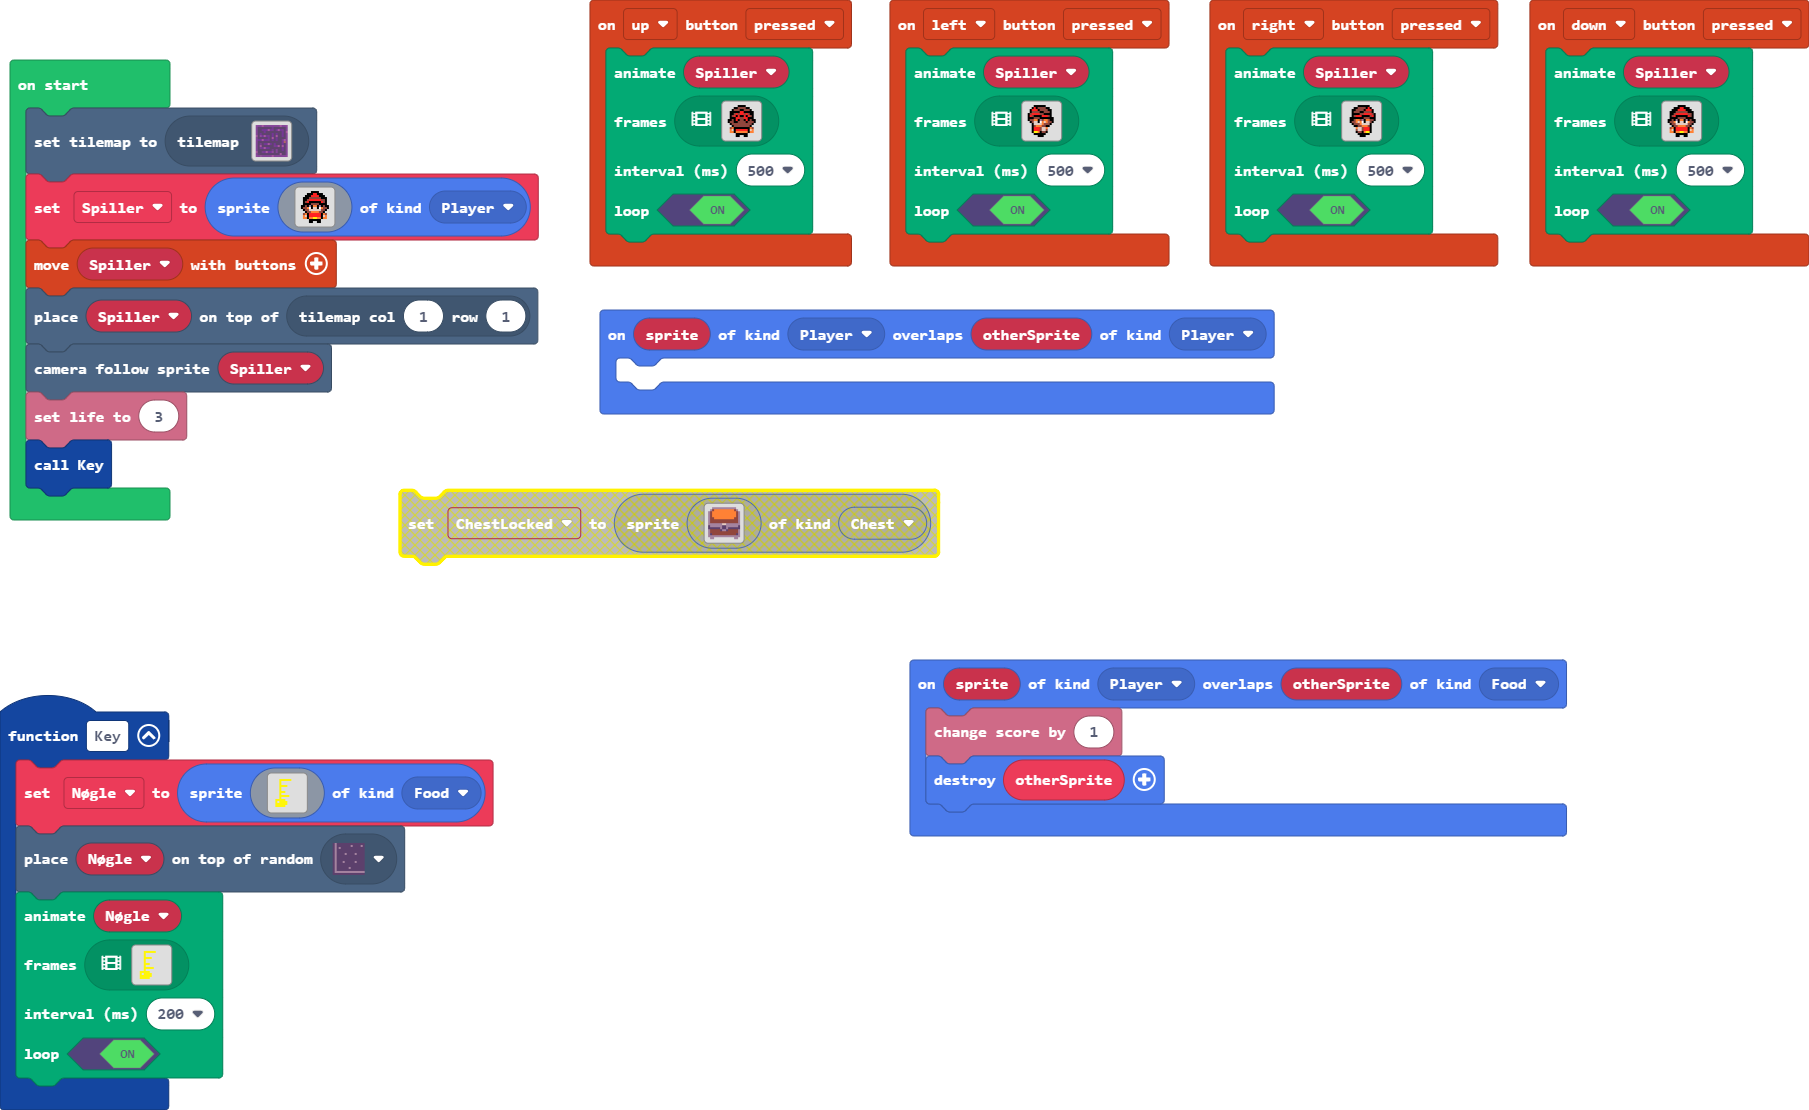 on start
set tilemap to tilemap
set Spiller to sprite of kind Player
move Spiller with buttons
place Spiller on top of tilemap col 1 row 1
camera follow sprite Spiller
set life to 3
call Key
on up button pressed
animate Spiller
frames
interval (ms) 500
loop ON
on left button pressed
animate Spiller
frames
interval (ms) 500
loop ON
on right button pressed
animate Spiller
frames
interval (ms) 500
loop ON
on down button pressed
animate Spiller
frames
interval (ms) 500
loop ON
on sprite of kind Player overlaps otherSprite of kind Player
set ChestLocked to sprite of kind Chest
function Key
set Nøgle to sprite of kind Food
place Nøgle on top of random
animate Nøgle
frames
interval (ms) 200
loop ON
on sprite of kind Player overlaps otherSprite of kind Food
change score by 1
destroy otherSprite